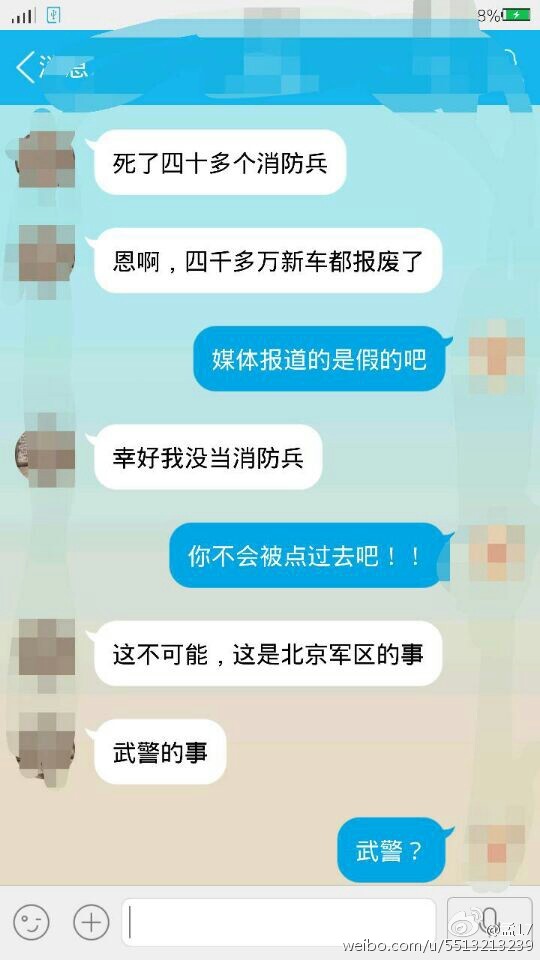 8%
消息
死了四十多个消防兵
恩啊，四千多万新车都报废了
媒体报道的是假的吧
幸好我没当消防兵
你不会被点过去吧！！
这不可能，这是北京军区的事
武警的事
武警？
weibo.com/u/5513213239